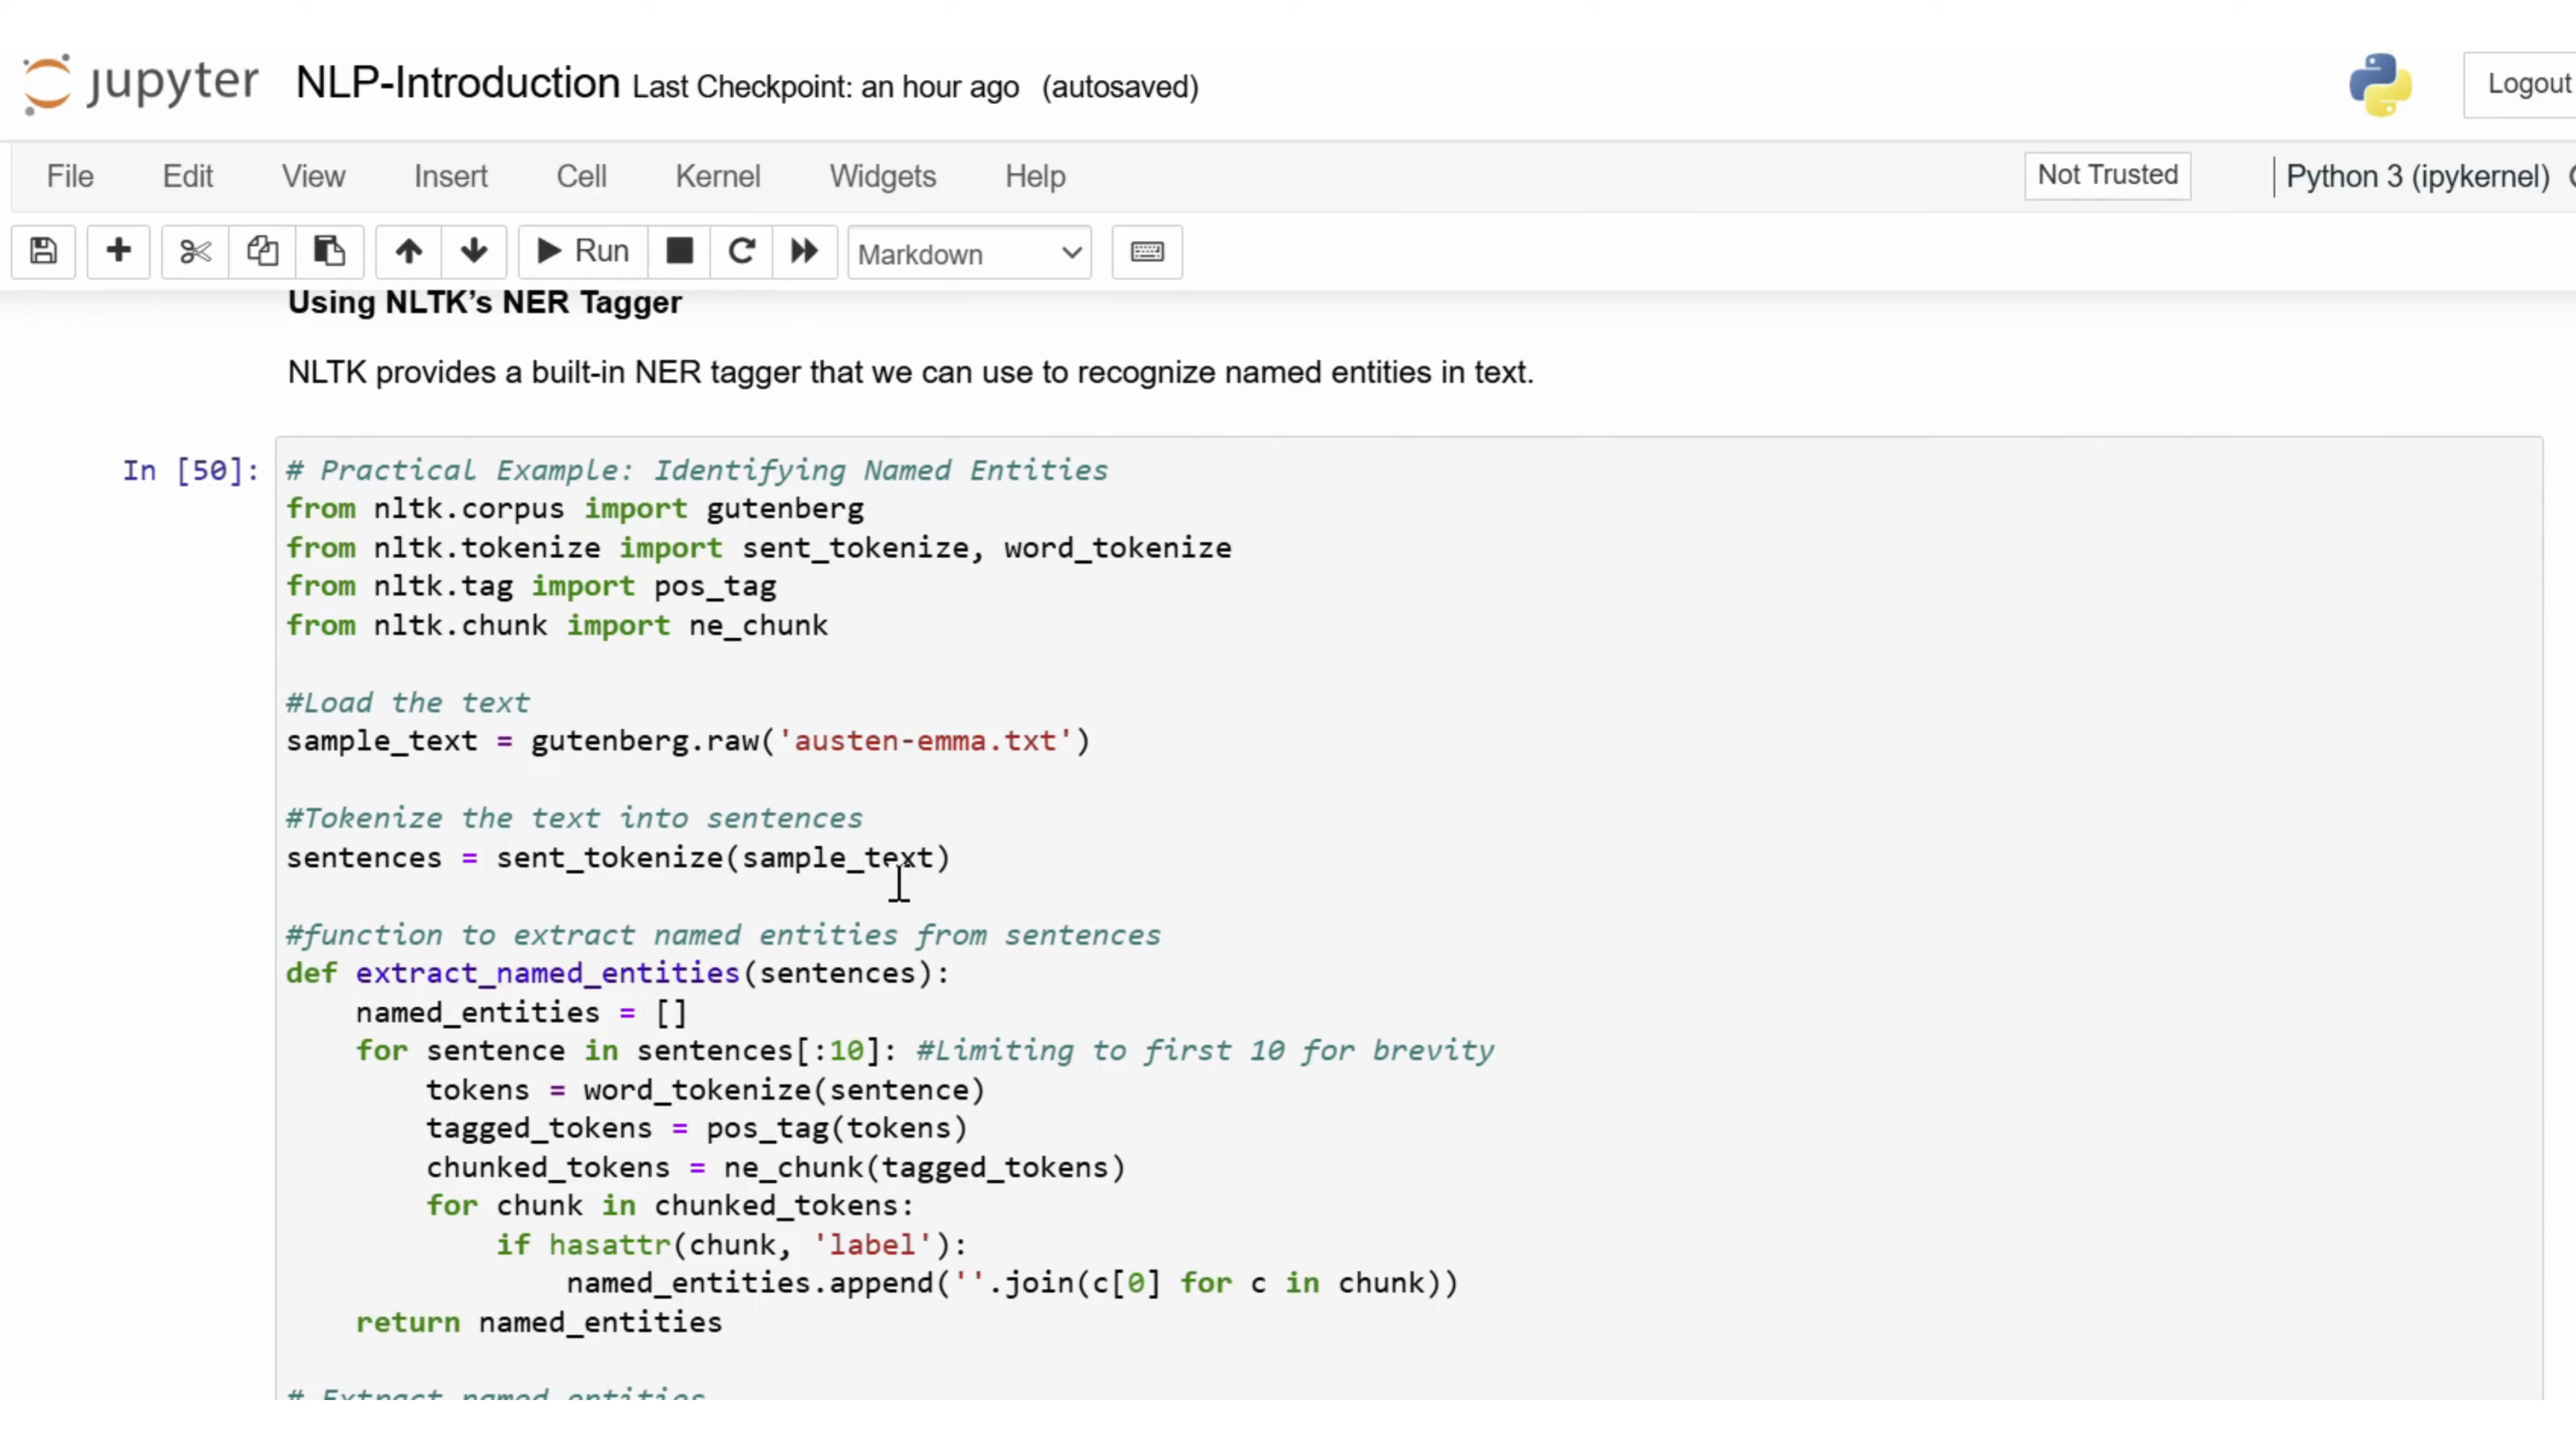 jupyter NLP-Introduction Last Checkpoint: an hour ago (autosaved) Logout
File Edit View Insert Cell Kernel Widgets Help Not Trusted Python 3 (ipykernel)
Run Markdown
Using NLTK’s NER Tagger
NLTK provides a built-in NER tagger that we can use to recognize named entities in text.
In [50]: # Practical Example: Identifying Named Entities
from nltk.corpus import gutenberg
from nltk.tokenize import sent_tokenize, word_tokenize
from nltk.tag import pos_tag
from nltk.chunk import ne_chunk
#Load the text
sample_text = gutenberg.raw('austen-emma.txt')
#Tokenize the text into sentences
sentences = sent_tokenize(sample_text)
#function to extract named entities from sentences
def extract_named_entities(sentences):
    named_entities = []
    for sentence in sentences[:10]: #Limiting to first 10 for brevity
        tokens = word_tokenize(sentence)
        tagged_tokens = pos_tag(tokens)
        chunked_tokens = ne_chunk(tagged_tokens)
        for chunk in chunked_tokens:
            if hasattr(chunk, 'label'):
                named_entities.append(''.join(c[0] for c in chunk))
    return named_entities
# Extract named entities